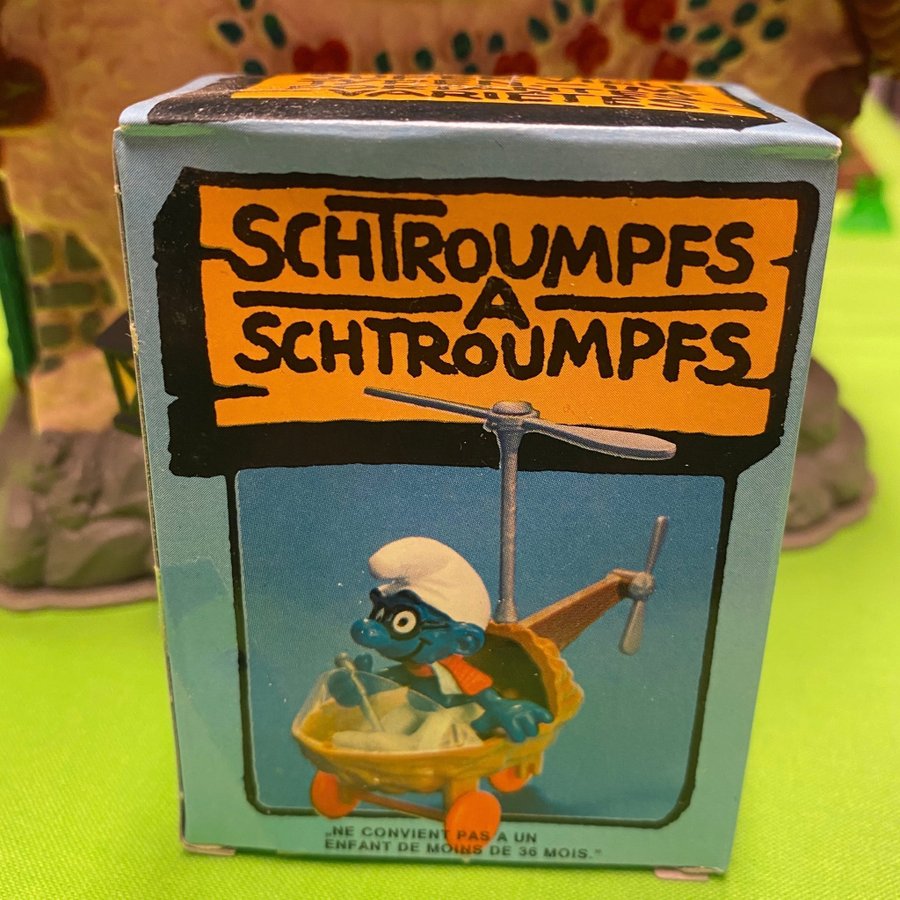 SCHTROUMPFS
A
SCHTROUMPFS
„NE CONVIENT PAS A UN
ENFANT DE MOINS DE 36 MOIS."